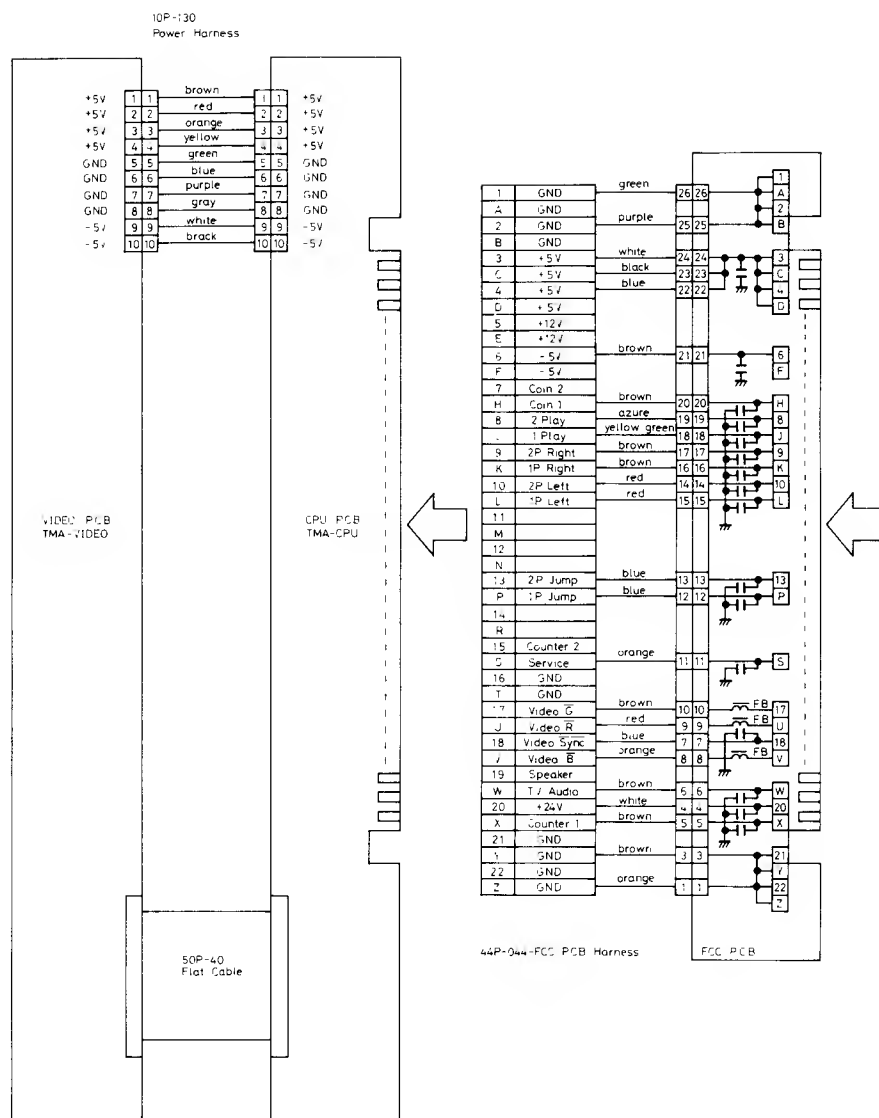 10P-130
Power Harness
+5V 1 1 brown 1 1 +5V
+5V 2 2 red 2 2 +5V
+5V 3 3 orange 3 3 +5V
+5V 4 4 yellow 4 4 +5V
GND 5 5 green 5 5 GND
GND 6 6 blue 6 6 GND
GND 7 7 purple 7 7 GND
GND 8 8 gray 8 8 GND
-5V 9 9 white 9 9 -5V
-5V 10 10 brack 10 10 -5V
VIDEO PCB
TMA-VIDEO
CPU PCB
TMA-CPU
50P-40
Flat Cable
1 GND green 26 26 1
A GND A
2 GND purple 25 25 2
B GND B
3 +5V white 24 24 3
C +5V black 23 23 C
4 +5V blue 22 22 4
D +5V D
5 +12V
E +12V
6 -5V brown 21 21 6
F -5V F
7 Coin 2
H Coin 1 brown 20 20 H
8 2 Play azure 19 19 8
J 1 Play yellow green 18 18 J
9 2P Right brown 17 17 9
K 1P Right brown 16 16 K
10 2P Left red 14 14 10
L 1P Left red 15 15 L
11
M
12
N
13 2P Jump blue 13 13 13
P 1P Jump blue 12 12 P
14
R
15 Counter 2
S Service orange 11 11 S
16 GND
T GND
17 Video G̅ brown 10 10 FB 17
U Video R̅ red 9 9 FB U
18 Video S̅y̅n̅c̅ blue 7 7 18
V Video B̅ orange 8 8 FB V
19 Speaker
W TV Audio brown 6 6 W
20 +24V white 4 4 20
X Counter 1 brown 5 5 X
21 GND 21
Y GND brown 3 3 Y
22 GND 22
Z GND orange 1 1 Z
44P-044-FCC PCB Harness
FCC PCB